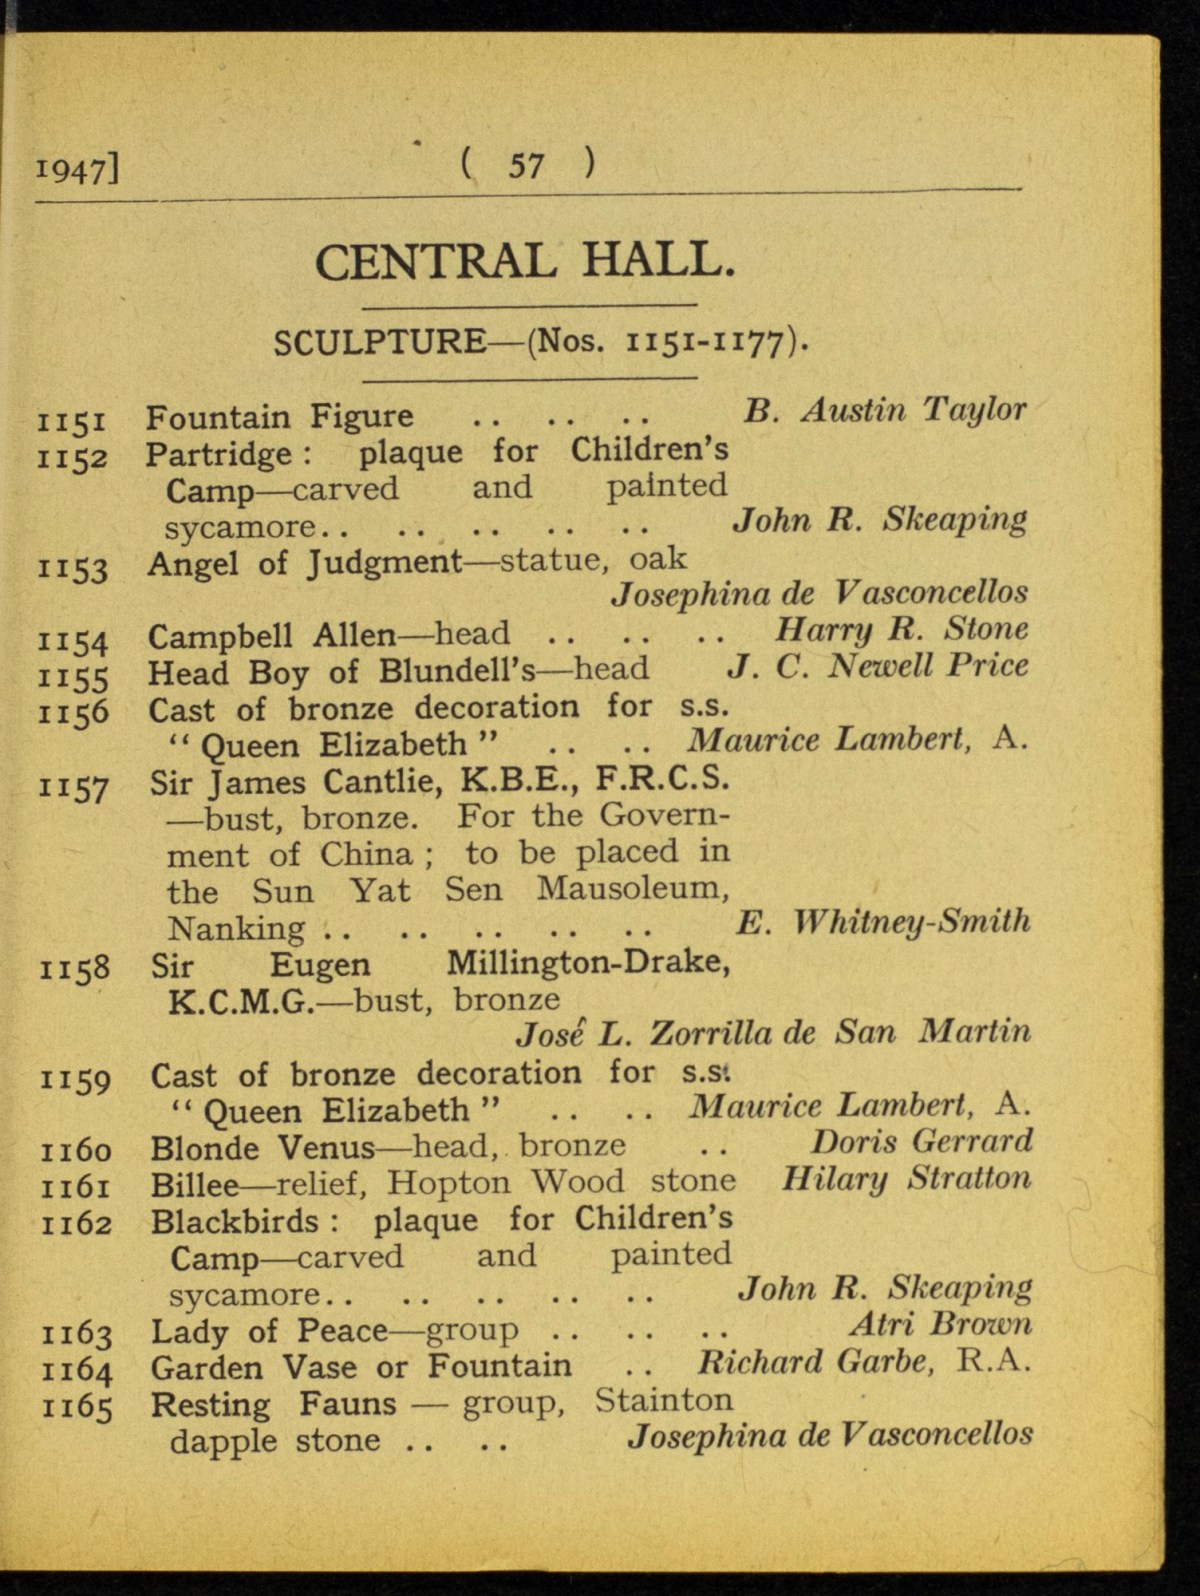 1947] ( 57 )
CENTRAL HALL.
SCULPTURE—(Nos. 1151-1177).
1151 Fountain Figure .. .. .. B. Austin Taylor
1152 Partridge : plaque for Children's
Camp—carved and painted
sycamore.. .. .. .. .. John R. Skeaping
1153 Angel of Judgment—statue, oak
Josephina de Vasconcellos
1154 Campbell Allen—head .. .. .. Harry R. Stone
1155 Head Boy of Blundell's—head J. C. Newell Price
1156 Cast of bronze decoration for s.s.
“ Queen Elizabeth ” .. .. Maurice Lambert, A.
1157 Sir James Cantlie, K.B.E., F.R.C.S.
—bust, bronze. For the Govern-
ment of China ; to be placed in
the Sun Yat Sen Mausoleum,
Nanking .. .. .. .. .. E. Whitney-Smith
1158 Sir Eugen Millington-Drake,
K.C.M.G.—bust, bronze
José L. Zorrilla de San Martin
1159 Cast of bronze decoration for s.s.
“ Queen Elizabeth ” .. .. Maurice Lambert, A.
1160 Blonde Venus—head, bronze .. Doris Gerrard
1161 Billee—relief, Hopton Wood stone Hilary Stratton
1162 Blackbirds : plaque for Children's
Camp—carved and painted
sycamore.. .. .. .. .. John R. Skeaping
1163 Lady of Peace—group .. .. .. Atri Brown
1164 Garden Vase or Fountain .. Richard Garbe, R.A.
1165 Resting Fauns — group, Stainton
dapple stone .. .. Josephina de Vasconcellos